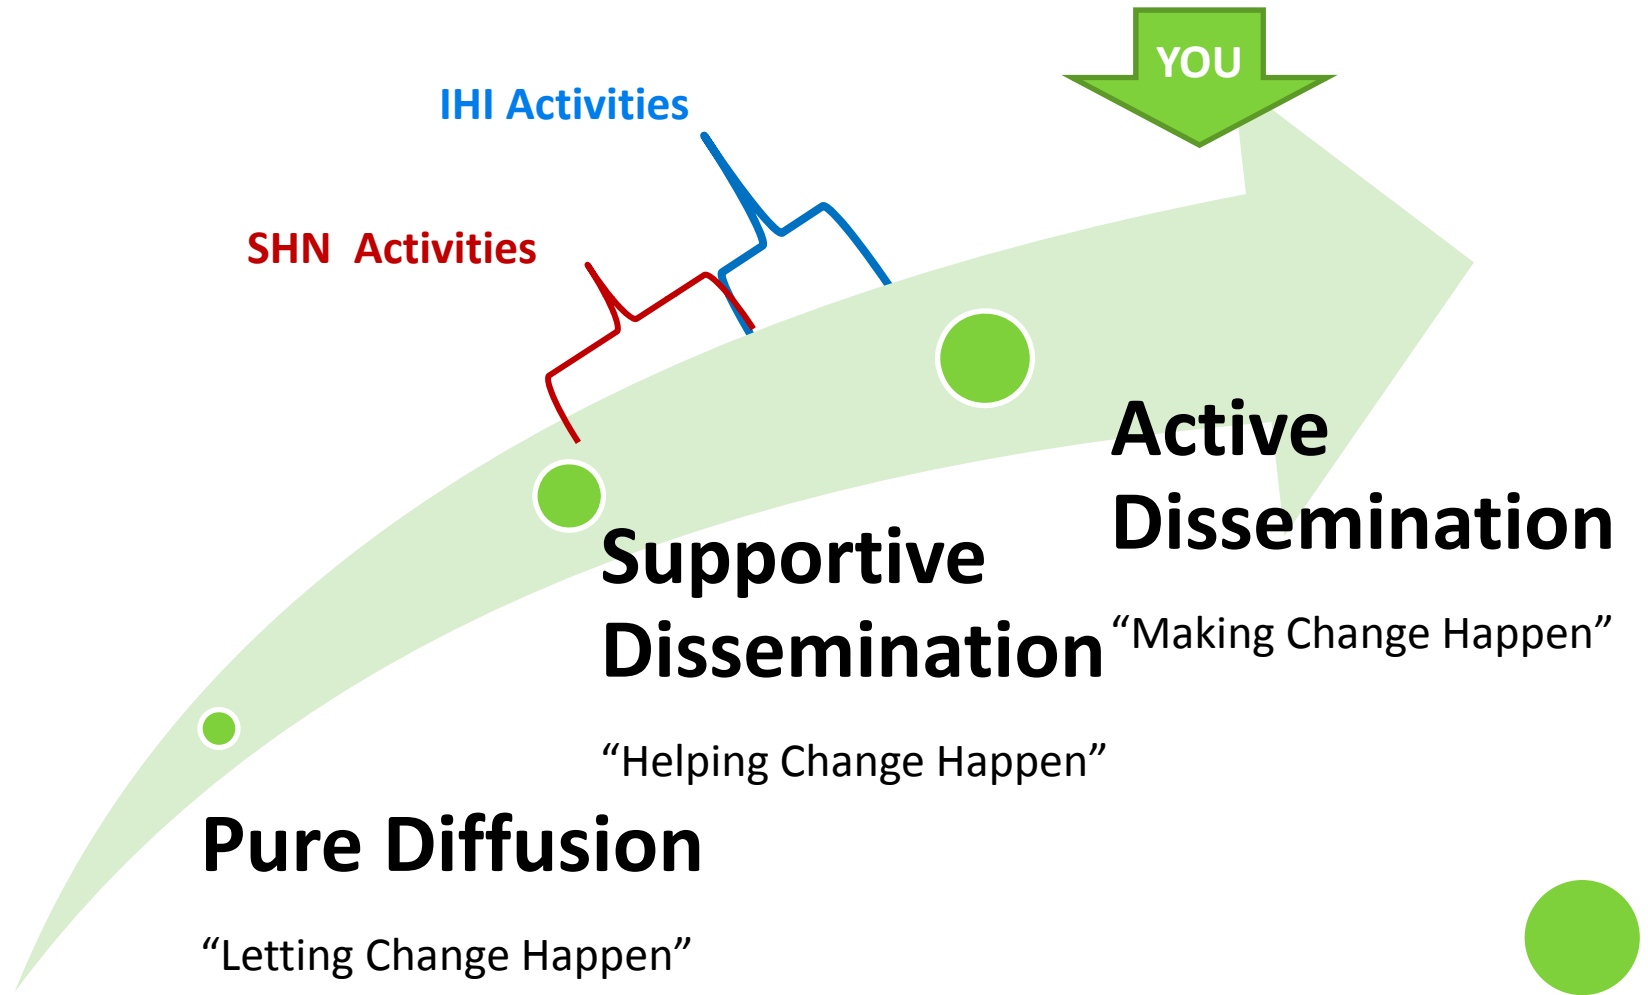 YOU
IHI Activities
SHN  Activities
Active
Dissemination
“Making Change Happen”
Supportive
Dissemination
“Helping Change Happen”
Pure Diffusion
“Letting Change Happen”